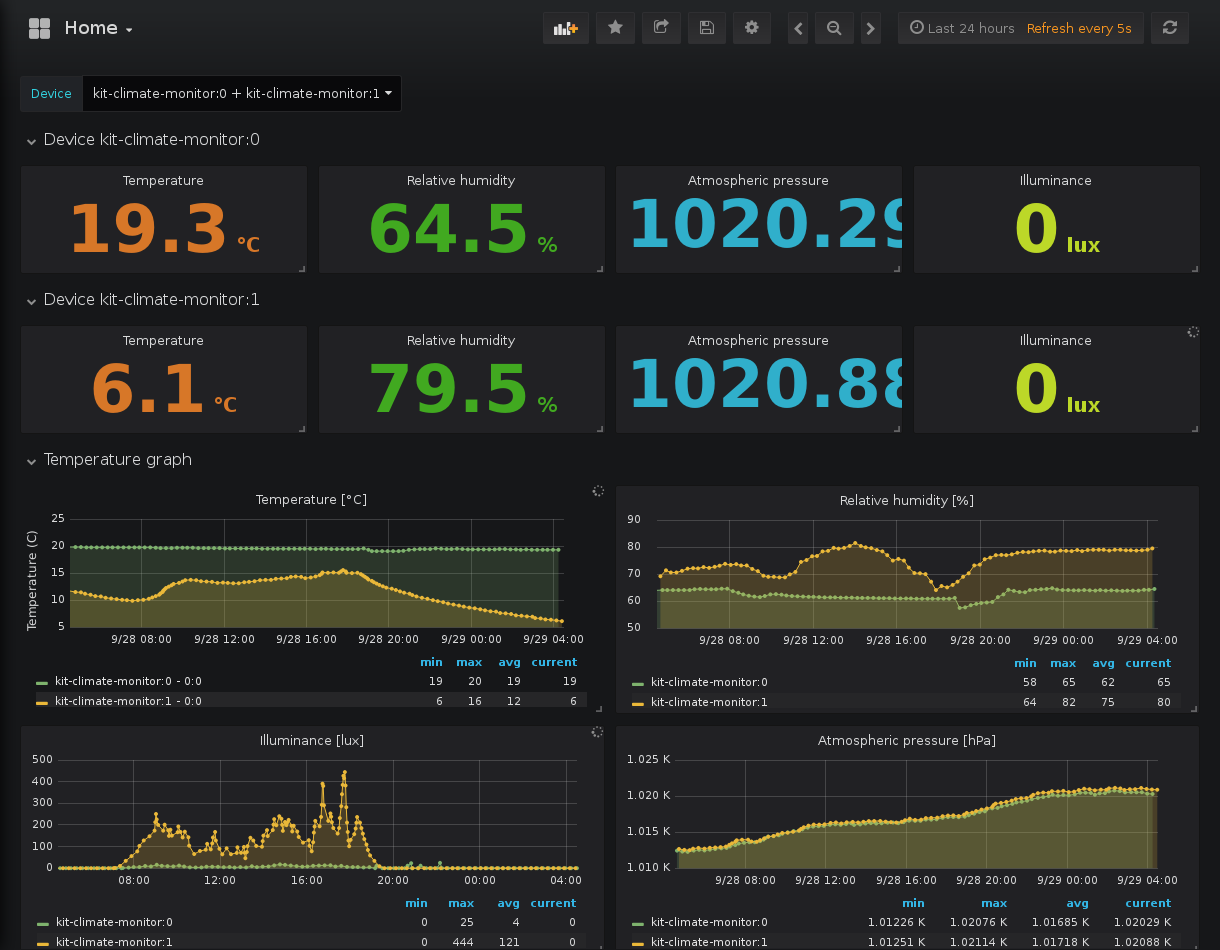 Home
Last 24 hours Refresh every 5s
Device kit-climate-monitor:0 + kit-climate-monitor:1
Device kit-climate-monitor:0
Temperature Relative humidity Atmospheric pressure Illuminance
19.3 °C 64.5 % 1020.29 0 lux
Device kit-climate-monitor:1
Temperature Relative humidity Atmospheric pressure Illuminance
6.1 °C 79.5 % 1020.88 0 lux
Temperature graph
Temperature [°C]
Temperature (C)
25
20
15
10
5
9/28 08:00 9/28 12:00 9/28 16:00 9/28 20:00 9/29 00:00 9/29 04:00
min max avg current
kit-climate-monitor:0 - 0:0 19 20 19 19
kit-climate-monitor:1 - 0:0 6 16 12 6
Relative humidity [%]
90
80
70
60
50
9/28 08:00 9/28 12:00 9/28 16:00 9/28 20:00 9/29 00:00 9/29 04:00
min max avg current
kit-climate-monitor:0 58 65 62 65
kit-climate-monitor:1 64 82 75 80
Illuminance [lux]
500
400
300
200
100
0
08:00 12:00 16:00 20:00 00:00 04:00
min max avg current
kit-climate-monitor:0 0 25 4 0
kit-climate-monitor:1 0 444 121 0
Atmospheric pressure [hPa]
1.025 K
1.020 K
1.015 K
1.010 K
9/28 08:00 9/28 12:00 9/28 16:00 9/28 20:00 9/29 00:00 9/29 04:00
min max avg current
kit-climate-monitor:0 1.01226 K 1.02076 K 1.01685 K 1.02029 K
kit-climate-monitor:1 1.01251 K 1.02114 K 1.01718 K 1.02088 K